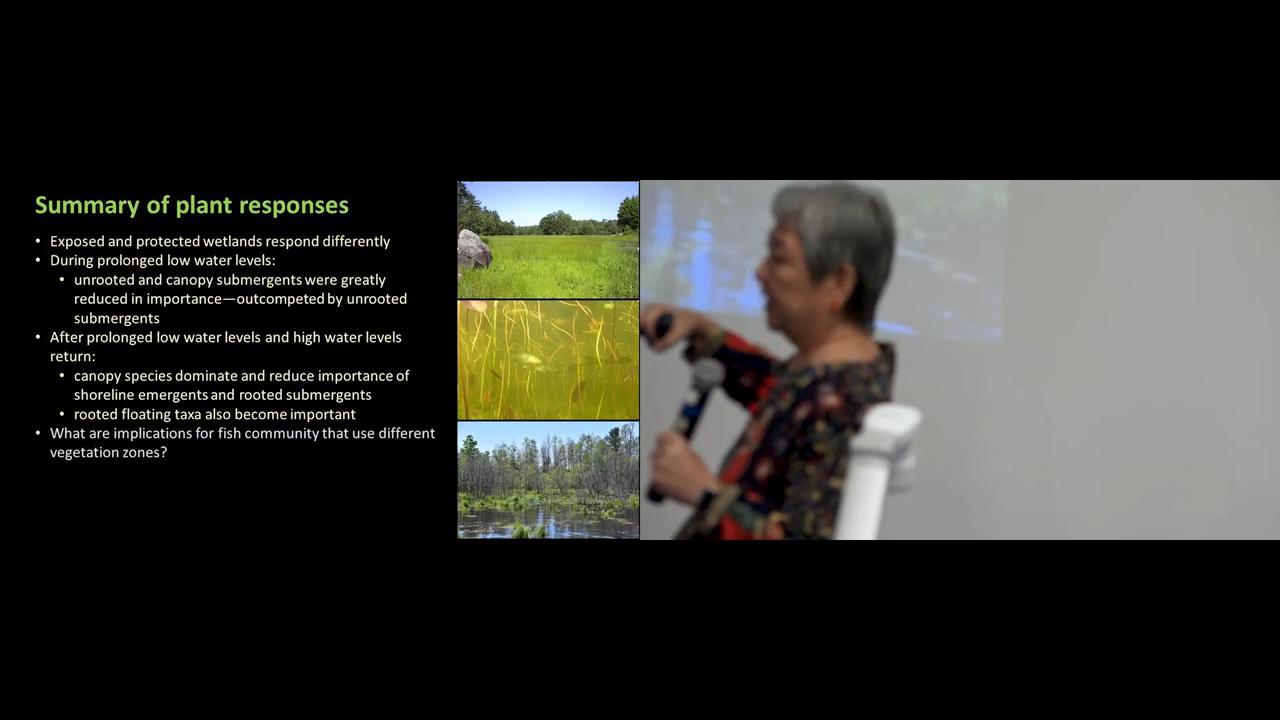 Summary of plant responses
• Exposed and protected wetlands respond differently
• During prolonged low water levels:
• unrooted and canopy submergents were greatly
reduced in importance—outcompeted by unrooted
submergents
• After prolonged low water levels and high water levels
return:
• canopy species dominate and reduce importance of
shoreline emergents and rooted submergents
• rooted floating taxa also become important
• What are implications for fish community that use different
vegetation zones?